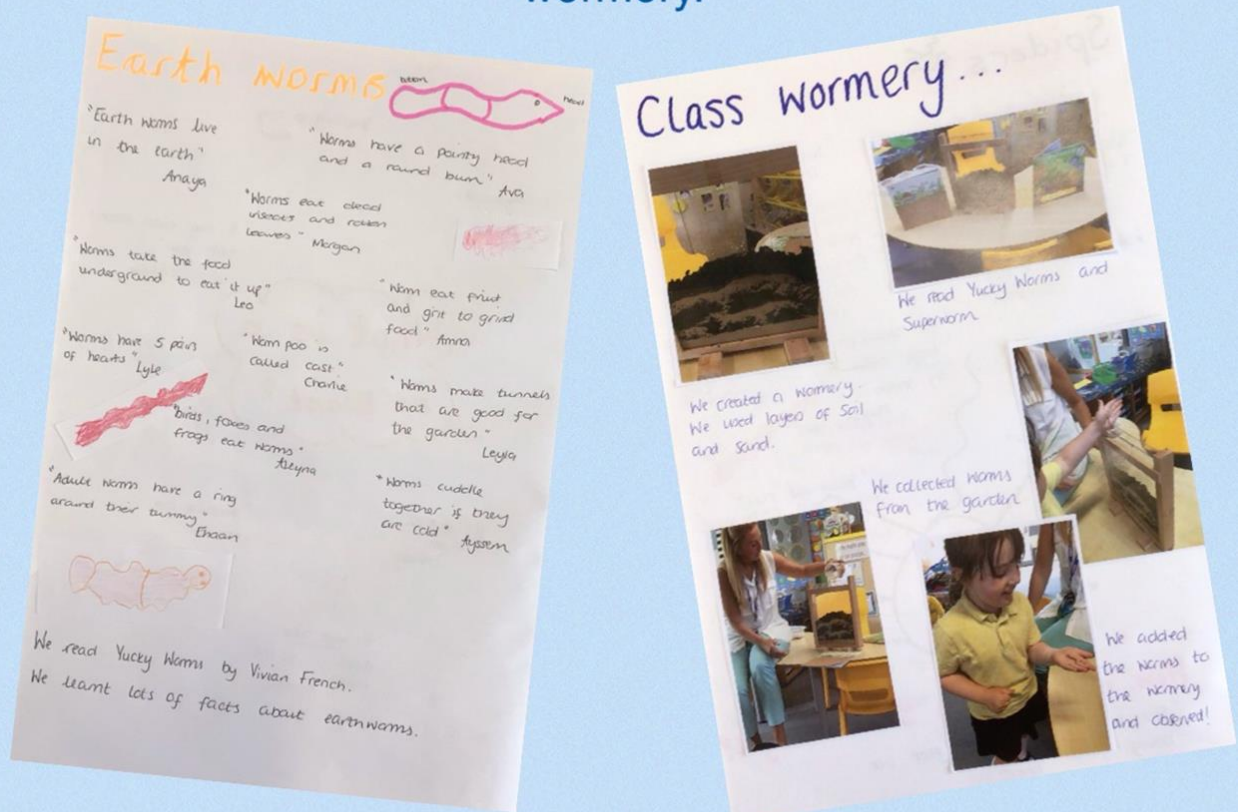 wormery.
Earth worms
bum
head
"Earth worms live
in the earth"
Anaya
"Worms have a pointy head
and a round bum"
Ava
"Worms eat dead
insects and rotten
leaves" Morgan
"Worms take the food
underground to eat it up"
Leo
"Worm eat fruit
and grit to grind
food" Amna
"Worms have 5 pairs
of hearts" Lyle
"Worm poo is
called cast"
Charlie
"Worms make tunnels
that are good for
the garden"
Leyla
"birds, foxes and
frogs eat worms"
Aleyna
"Adult worms have a ring
around their tummy"
"Worms cuddle
together if they
are cold"
We read Yucky Worms by Vivian French.
We learnt lots of facts about earthworms.
Class wormery...
We read Yucky Worms and
Superworm
We created a wormery.
We used layers of soil
and sand.
We collected worms
from the garden
We added
the worms to
the wormery
and observed!